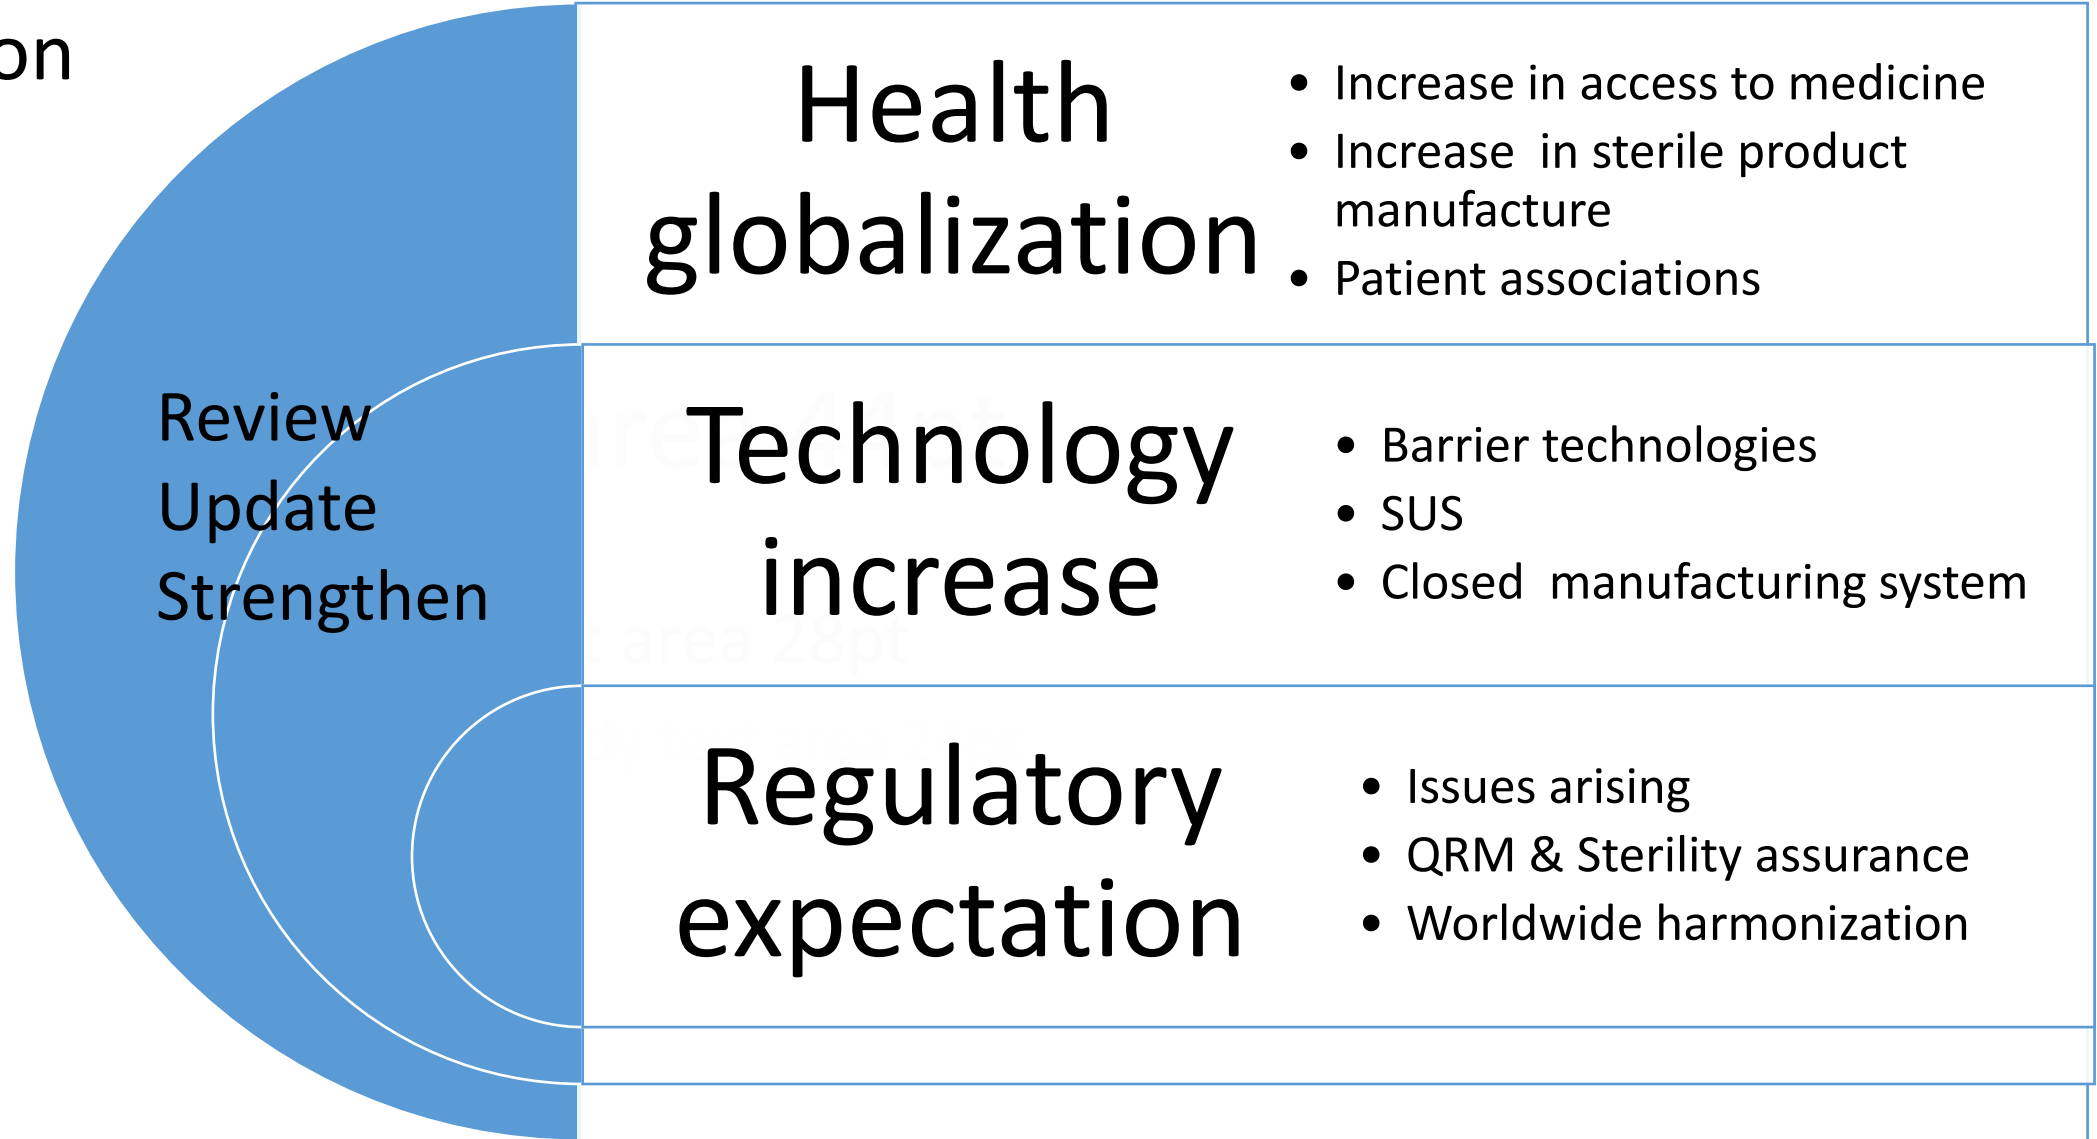 on
Review
Update
Strengthen
Health
globalization
• Increase in access to medicine
• Increase  in sterile product
manufacture
• Patient associations
Technology
increase
• Barrier technologies
• SUS
• Closed  manufacturing system
Regulatory
expectation
• Issues arising
• QRM & Sterility assurance
• Worldwide harmonization